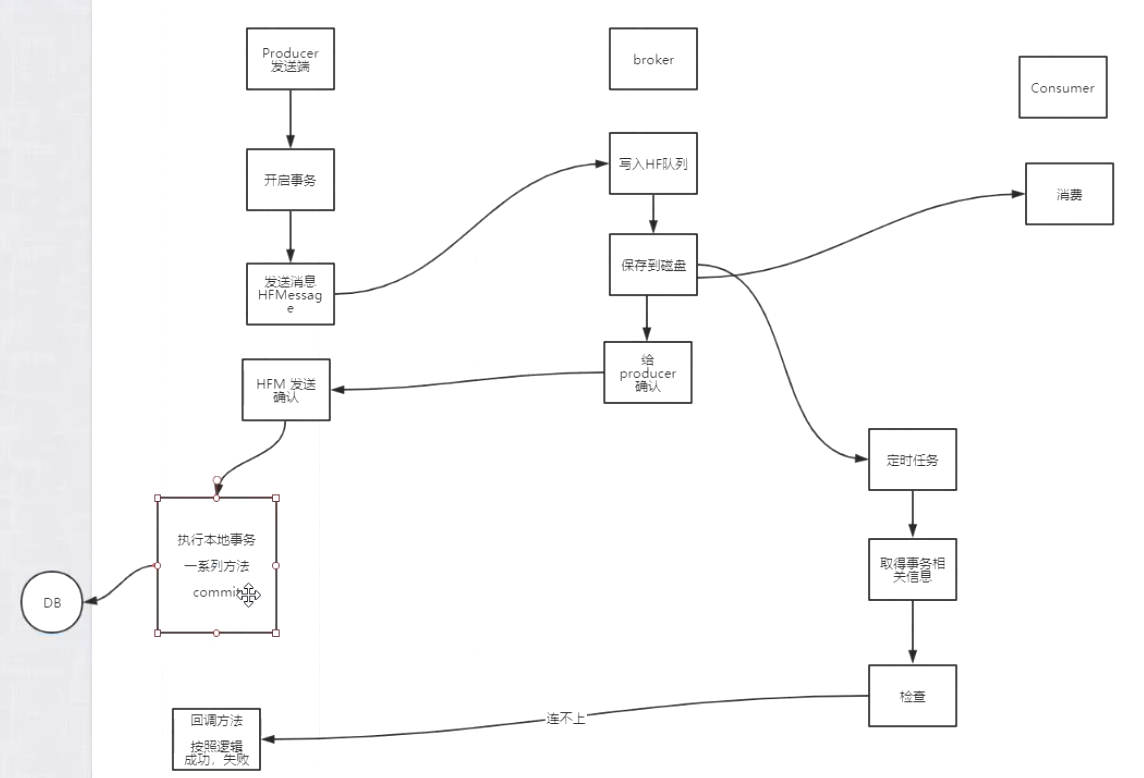 Producer
发送端
broker
Consumer
开启事务
写入HF队列
消费
发送消息
HFMessag
e
保存到磁盘
给
producer
确认
HFM 发送
确认
定时任务
执行本地事务
一系列方法
commit
DB
取得事务相
关信息
检查
连不上
回调方法
按照逻辑
成功，失败